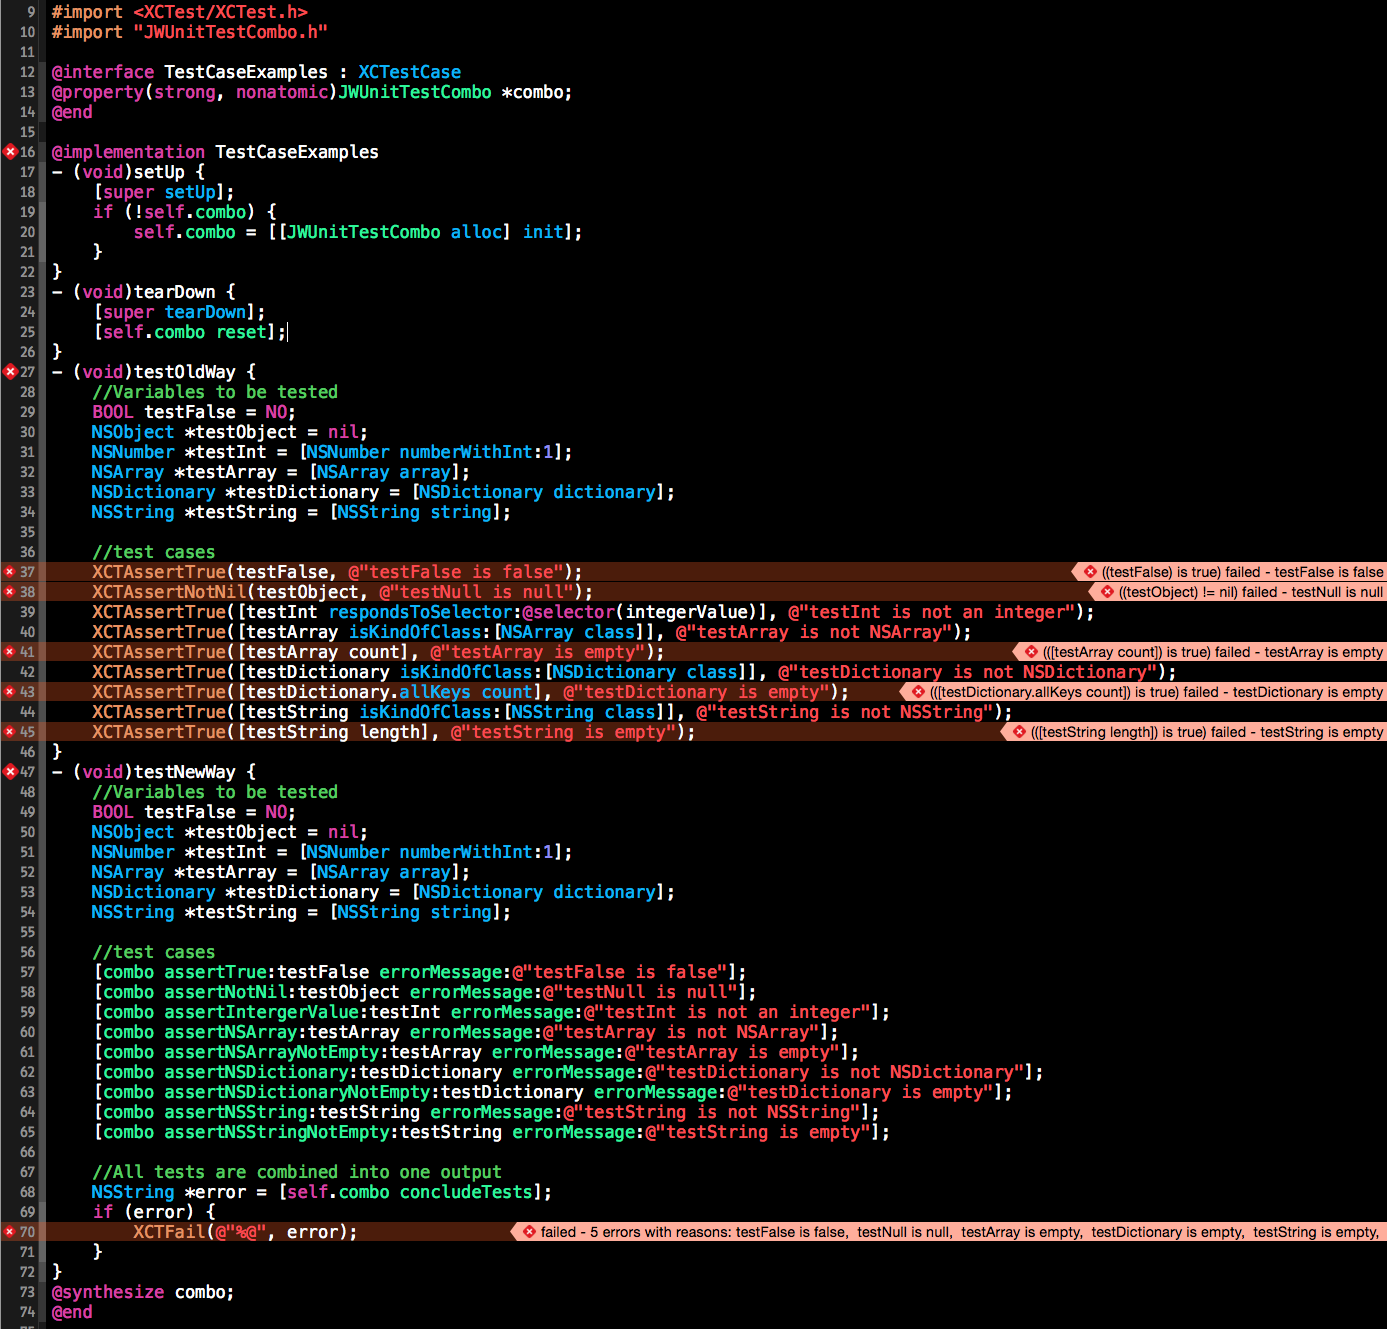 9 #import <XCTest/XCTest.h>
10 #import "JWUnitTestCombo.h"
11
12 @interface TestCaseExamples : XCTestCase
13 @property(strong, nonatomic)JWUnitTestCombo *combo;
14 @end
15
16 @implementation TestCaseExamples
17 - (void)setUp {
18     [super setUp];
19     if (!self.combo) {
20         self.combo = [[JWUnitTestCombo alloc] init];
21     }
22 }
23 - (void)tearDown {
24     [super tearDown];
25     [self.combo reset];
26 }
27 - (void)testOldWay {
28     //Variables to be tested
29     BOOL testFalse = NO;
30     NSObject *testObject = nil;
31     NSNumber *testInt = [NSNumber numberWithInt:1];
32     NSArray *testArray = [NSArray array];
33     NSDictionary *testDictionary = [NSDictionary dictionary];
34     NSString *testString = [NSString string];
35
36     //test cases
37     XCTAssertTrue(testFalse, @"testFalse is false"); ((testFalse) is true) failed - testFalse is false
38     XCTAssertNotNil(testObject, @"testNull is null"); ((testObject) != nil) failed - testNull is null
39     XCTAssertTrue([testInt respondsToSelector:@selector(integerValue)], @"testInt is not an integer");
40     XCTAssertTrue([testArray isKindOfClass:[NSArray class]], @"testArray is not NSArray");
41     XCTAssertTrue([testArray count], @"testArray is empty"); (([testArray count]) is true) failed - testArray is empty
42     XCTAssertTrue([testDictionary isKindOfClass:[NSDictionary class]], @"testDictionary is not NSDictionary");
43     XCTAssertTrue([testDictionary.allKeys count], @"testDictionary is empty"); (([testDictionary.allKeys count]) is true) failed - testDictionary is empty
44     XCTAssertTrue([testString isKindOfClass:[NSString class]], @"testString is not NSString");
45     XCTAssertTrue([testString length], @"testString is empty"); (([testString length]) is true) failed - testString is empty
46 }
47 - (void)testNewWay {
48     //Variables to be tested
49     BOOL testFalse = NO;
50     NSObject *testObject = nil;
51     NSNumber *testInt = [NSNumber numberWithInt:1];
52     NSArray *testArray = [NSArray array];
53     NSDictionary *testDictionary = [NSDictionary dictionary];
54     NSString *testString = [NSString string];
55
56     //test cases
57     [combo assertTrue:testFalse errorMessage:@"testFalse is false"];
58     [combo assertNotNil:testObject errorMessage:@"testNull is null"];
59     [combo assertIntergerValue:testInt errorMessage:@"testInt is not an integer"];
60     [combo assertNSArray:testArray errorMessage:@"testArray is not NSArray"];
61     [combo assertNSArrayNotEmpty:testArray errorMessage:@"testArray is empty"];
62     [combo assertNSDictionary:testDictionary errorMessage:@"testDictionary is not NSDictionary"];
63     [combo assertNSDictionaryNotEmpty:testDictionary errorMessage:@"testDictionary is empty"];
64     [combo assertNSString:testString errorMessage:@"testString is not NSString"];
65     [combo assertNSStringNotEmpty:testString errorMessage:@"testString is empty"];
66
67     //All tests are combined into one output
68     NSString *error = [self.combo concludeTests];
69     if (error) {
70         XCTFail(@"%@", error); failed - 5 errors with reasons: testFalse is false,  testNull is null,  testArray is empty,  testDictionary is empty,  testString is empty,
71     }
72 }
73 @synthesize combo;
74 @end